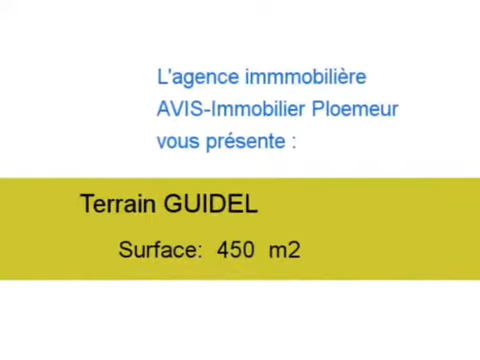 L'agence immmobilière
AVIS-Immobilier Ploemeur
vous présente :
Terrain GUIDEL
Surface: 450 m2